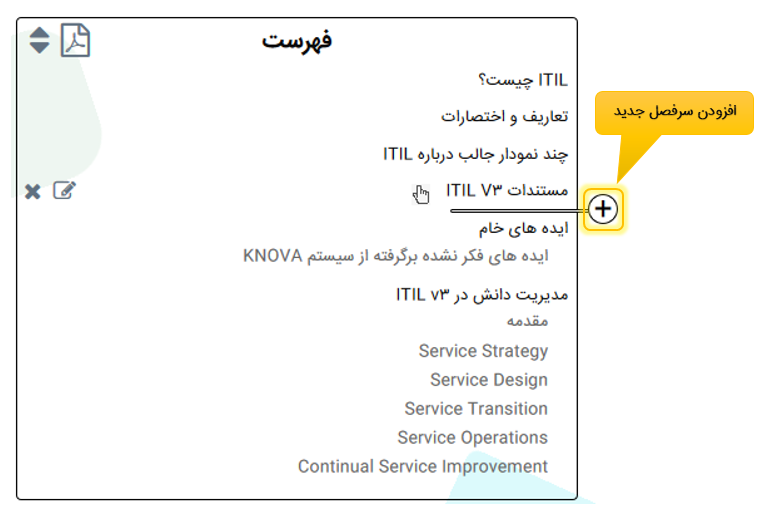 فهرست
ITIL چیست؟
تعاریف و اختصارات
چند نمودار جالب درباره ITIL
مستندات ITIL V۳
افزودن سرفصل جدید
ایده های خام
ایده های فکر نشده برگرفته از سیستم KNOVA
مدیریت دانش در ITIL v۳
مقدمه
Service Strategy
Service Design
Service Transition
Service Operations
Continual Service Improvement